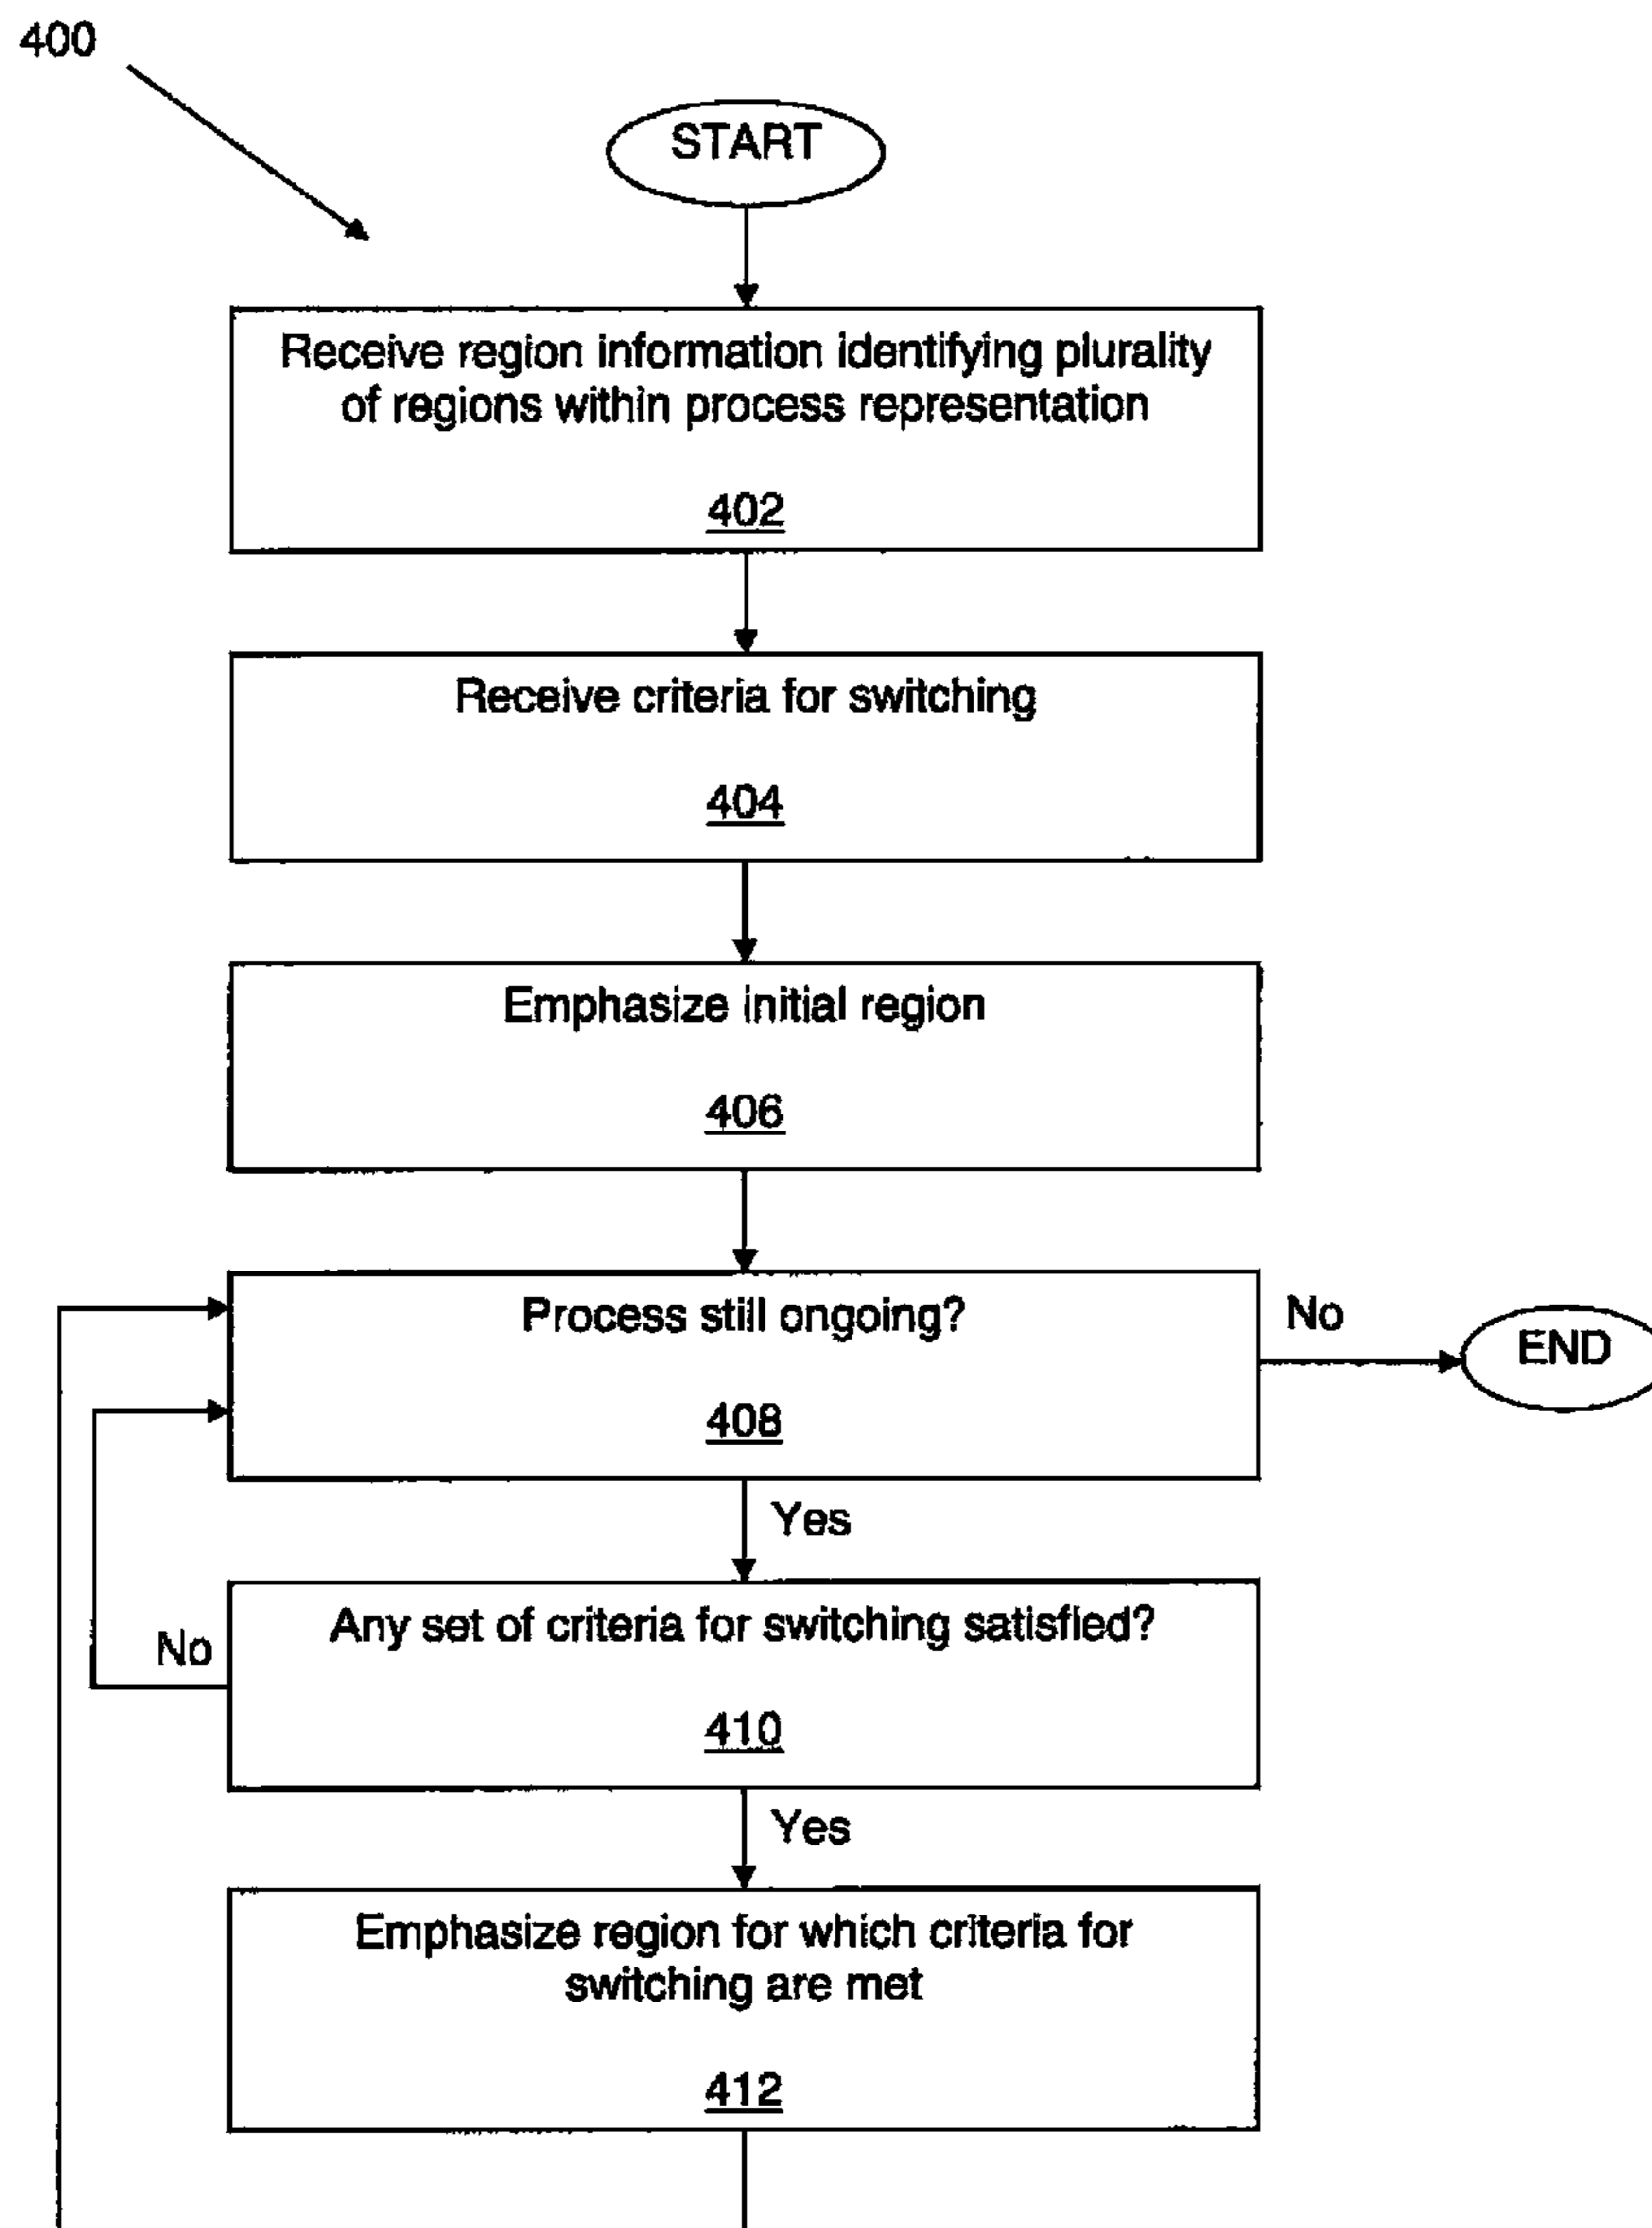 400
START
Receive region information identifying plurality
of regions within process representation
402
Receive criteria for switching
404
Emphasize initial region
406
Process still ongoing?
408
No
END
Yes
Any set of criteria for switching satisfied?
No
410
Yes
Emphasize region for which criteria for
switching are met
412